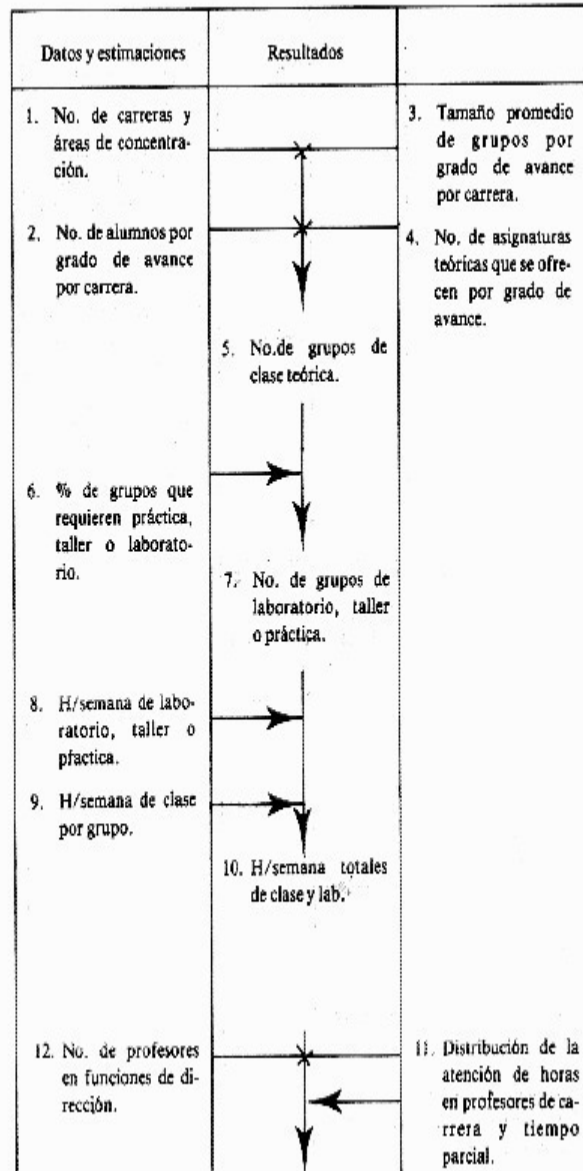 Datos y estimaciones
Resultados
1. No. de carreras y
áreas de concentra-
ción.
3. Tamaño promedio
de grupos por
grado de avance
por carrera.
2. No. de alumnos por
grado de avance
por carrera.
4. No. de asignaturas
teóricas que se ofre-
cen por grado de
avance.
5. No.de grupos de
clase teórica.
6. % de grupos que
requieren práctica,
taller o laborato-
rio.
7. No. de grupos de
laboratorio, taller
o práctica.
8. H/semana de labo-
ratorio, taller o
práctica.
9. H/semana de clase
por grupo.
10. H/semana totales
de clase y lab.
12. No. de profesores
en funciones de di-
rección.
11. Distribución de la
atención de horas
en profesores de ca-
rrera y tiempo
parcial.